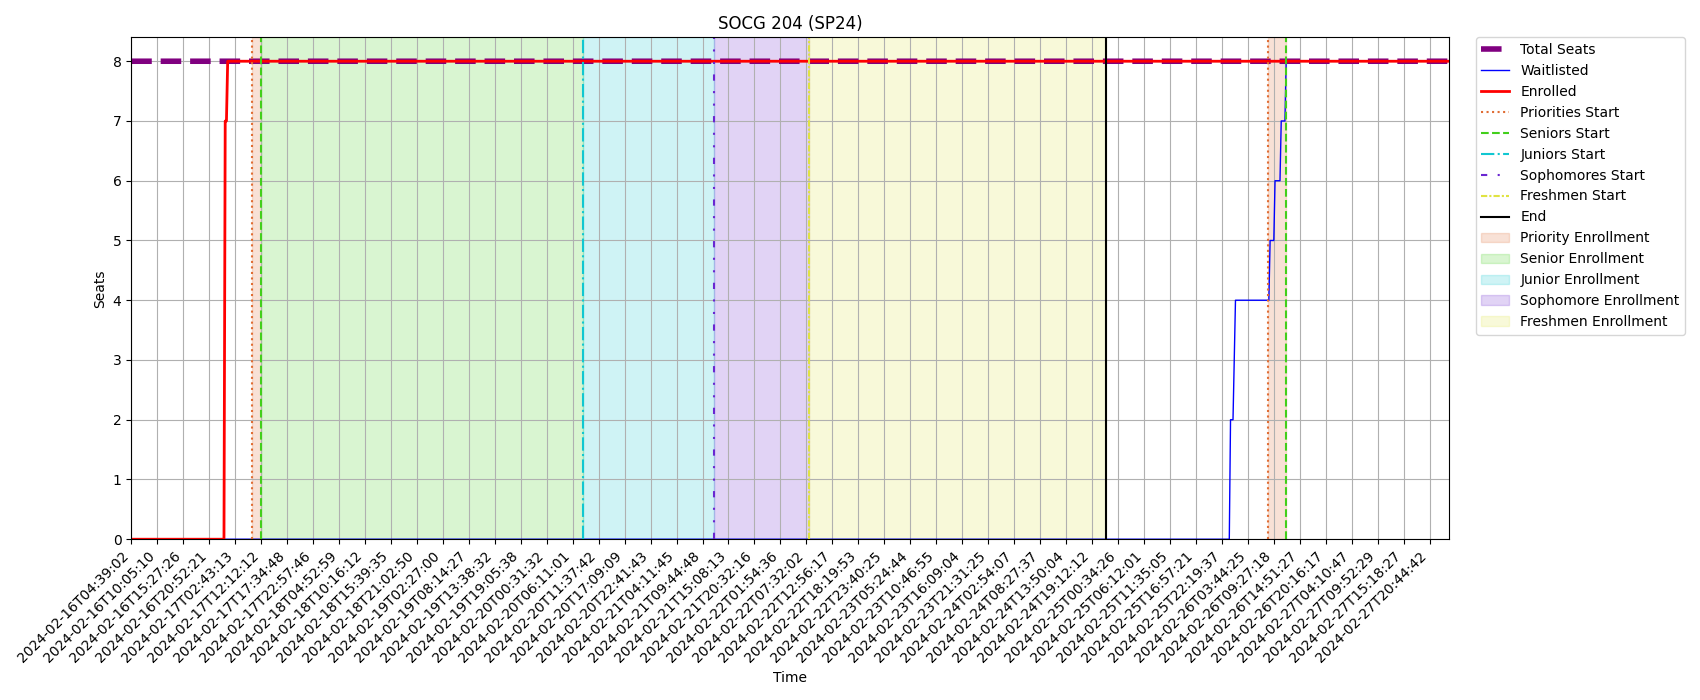 SOCG 204 (SP24)
Total Seats
Waitlisted
Enrolled
Priorities Start
Seniors Start
Juniors Start
Sophomores Start
Freshmen Start
End
Priority Enrollment
Senior Enrollment
Junior Enrollment
Sophomore Enrollment
Freshmen Enrollment
Seats
8
7
6
5
4
3
2
1
0
2024-02-16T04:39:02
2024-02-16T10:05:10
2024-02-16T15:27:26
2024-02-16T20:52:21
2024-02-17T02:43:13
2024-02-17T12:12:12
2024-02-17T17:34:48
2024-02-17T22:57:46
2024-02-18T04:52:59
2024-02-18T10:16:12
2024-02-18T15:39:35
2024-02-18T21:02:50
2024-02-19T02:27:00
2024-02-19T08:14:27
2024-02-19T13:38:32
2024-02-19T19:05:38
2024-02-20T00:31:32
2024-02-20T06:11:01
2024-02-20T11:37:42
2024-02-20T17:09:09
2024-02-20T22:41:43
2024-02-21T04:11:45
2024-02-21T09:44:48
2024-02-21T15:08:13
2024-02-21T20:32:16
2024-02-22T01:54:36
2024-02-22T07:32:02
2024-02-22T12:56:17
2024-02-22T18:19:53
2024-02-22T23:40:25
2024-02-23T05:24:44
2024-02-23T10:46:55
2024-02-23T16:09:04
2024-02-23T21:31:25
2024-02-24T02:54:07
2024-02-24T08:27:37
2024-02-24T13:50:04
2024-02-24T19:12:12
2024-02-25T00:34:26
2024-02-25T06:12:01
2024-02-25T11:35:05
2024-02-25T16:57:21
2024-02-25T22:19:37
2024-02-26T03:44:25
2024-02-26T09:27:18
2024-02-26T14:51:27
2024-02-26T20:16:17
2024-02-27T04:10:47
2024-02-27T09:52:29
2024-02-27T15:18:27
2024-02-27T20:44:42
Time